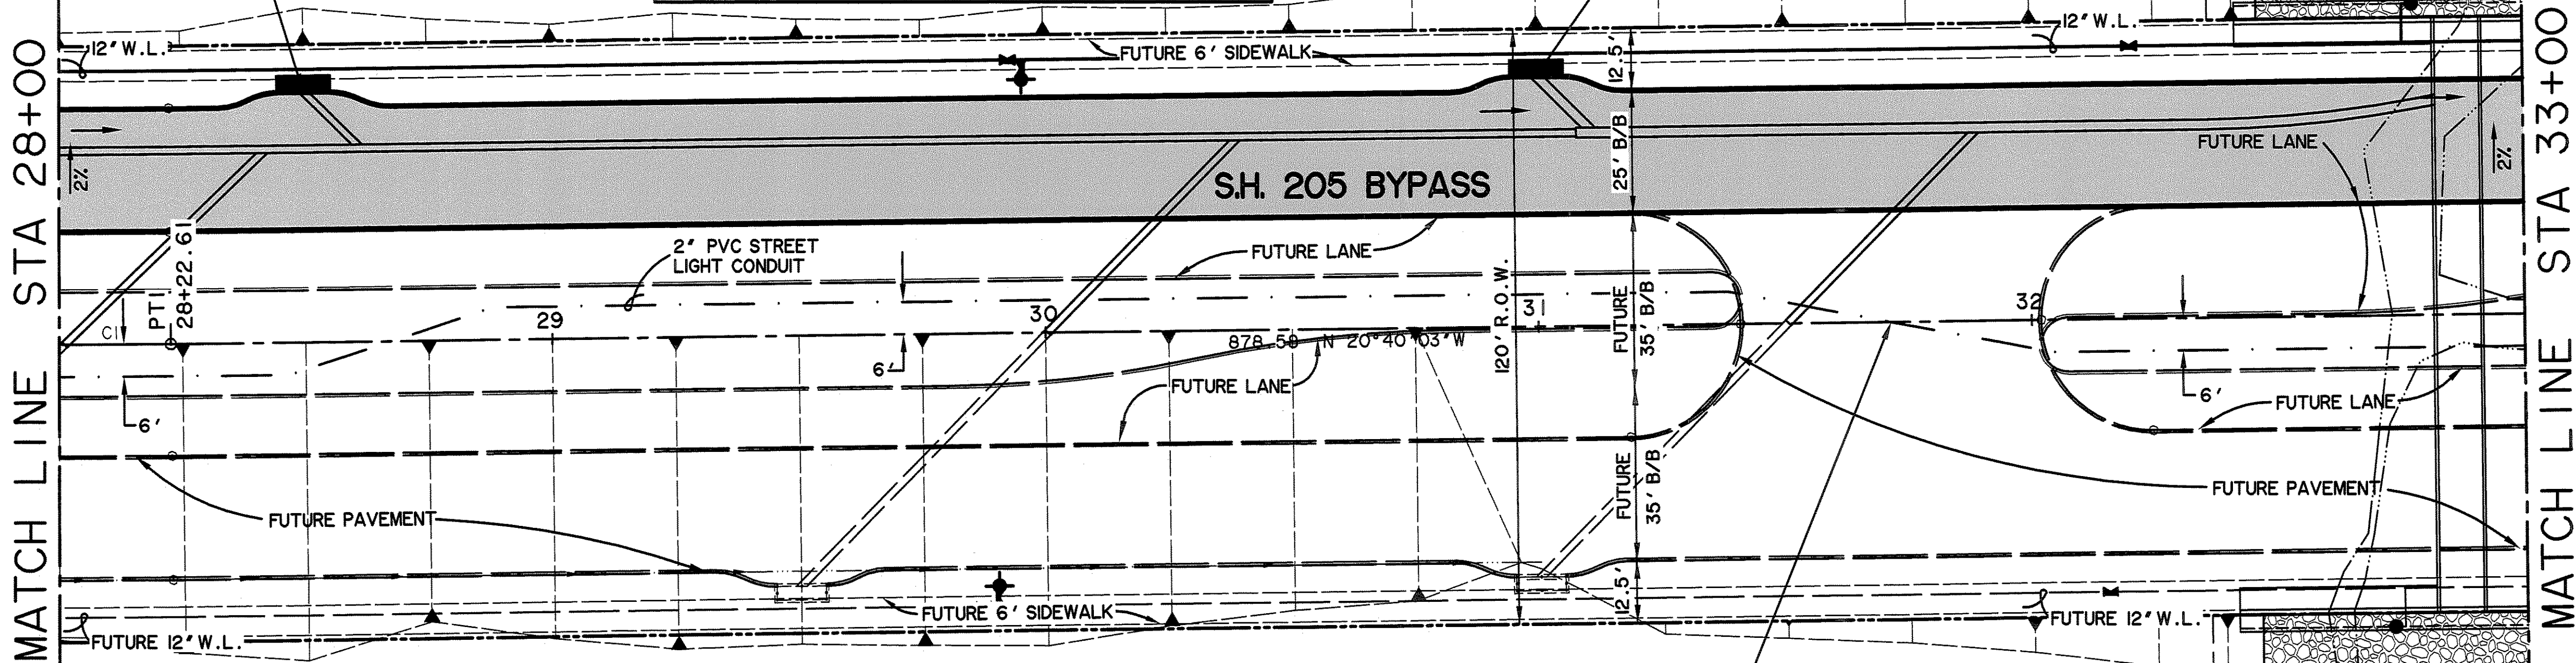 MATCH LINE STA 28+00
12" W.L.
FUTURE 6' SIDEWALK
12.5'
12" W.L.
MATCH LINE STA 33+00
2%
25' B/B
S.H. 205 BYPASS
FUTURE LANE
2%
PT1
28+22.61
2" PVC STREET
LIGHT CONDUIT
FUTURE LANE
120' R.O.W.
FUTURE
35' B/B
C1
29
30
31
32
6'
6'
878.58 N 20°40'03"W
FUTURE LANE
6'
FUTURE LANE
FUTURE
35' B/B
FUTURE PAVEMENT
FUTURE PAVEMENT
12.5'
FUTURE 6' SIDEWALK
FUTURE 12" W.L.
FUTURE 12" W.L.